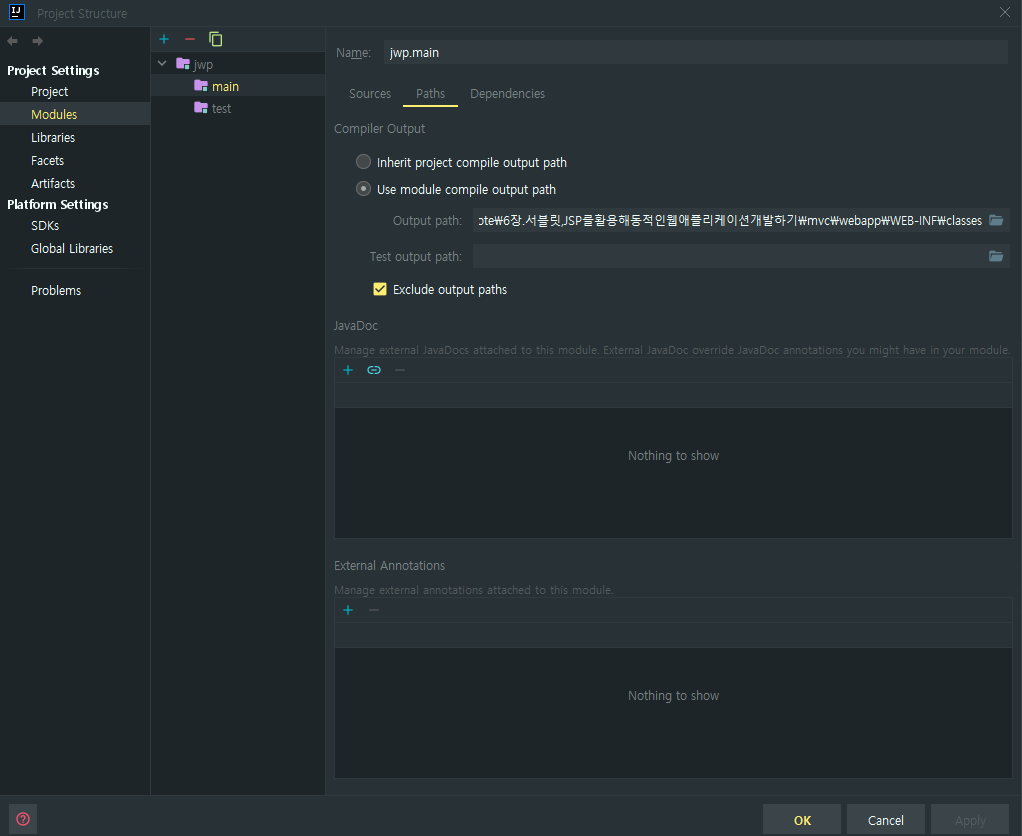 IJ
Project Structure
Project Settings
Project
Modules
Libraries
Facets
Artifacts
Platform Settings
SDKs
Global Libraries
Problems
jwp
main
test
Name: jwp.main
Sources Paths Dependencies
Compiler Output
Inherit project compile output path
Use module compile output path
Output path: ote₩6장.서블릿,JSP를활용해동적인웹애플리케이션개발하기₩mvc₩webapp₩WEB-INF₩classes
Test output path:
Exclude output paths
JavaDoc
Manage external JavaDocs attached to this module. External JavaDoc override JavaDoc annotations you might have in your module.
Nothing to show
External Annotations
Manage external annotations attached to this module.
Nothing to show
? OK Cancel Apply